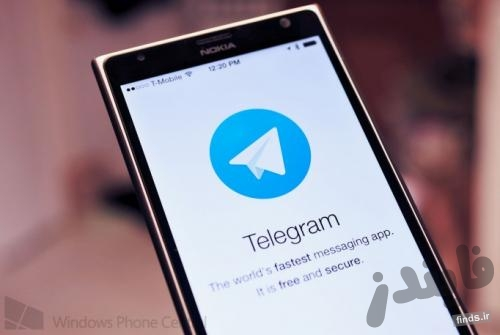 NOKIA
T-Mobile
12:20 PM
Telegram
The world's fastest messaging app.
It is free and secure.
فایندز
finds.ir
Windows Phone Central